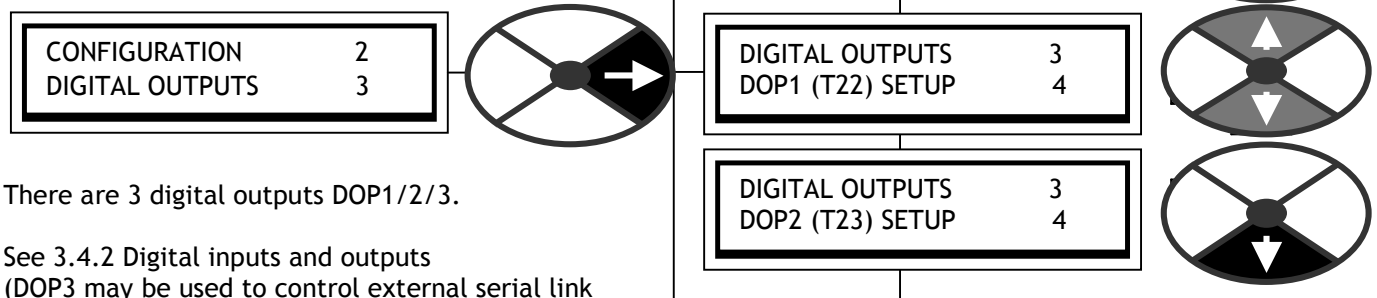 CONFIGURATION 2
DIGITAL OUTPUTS 3
DIGITAL OUTPUTS 3
DOP1 (T22) SETUP 4
DIGITAL OUTPUTS 3
DOP2 (T23) SETUP 4
There are 3 digital outputs DOP1/2/3.
See 3.4.2 Digital inputs and outputs
(DOP3 may be used to control external serial link